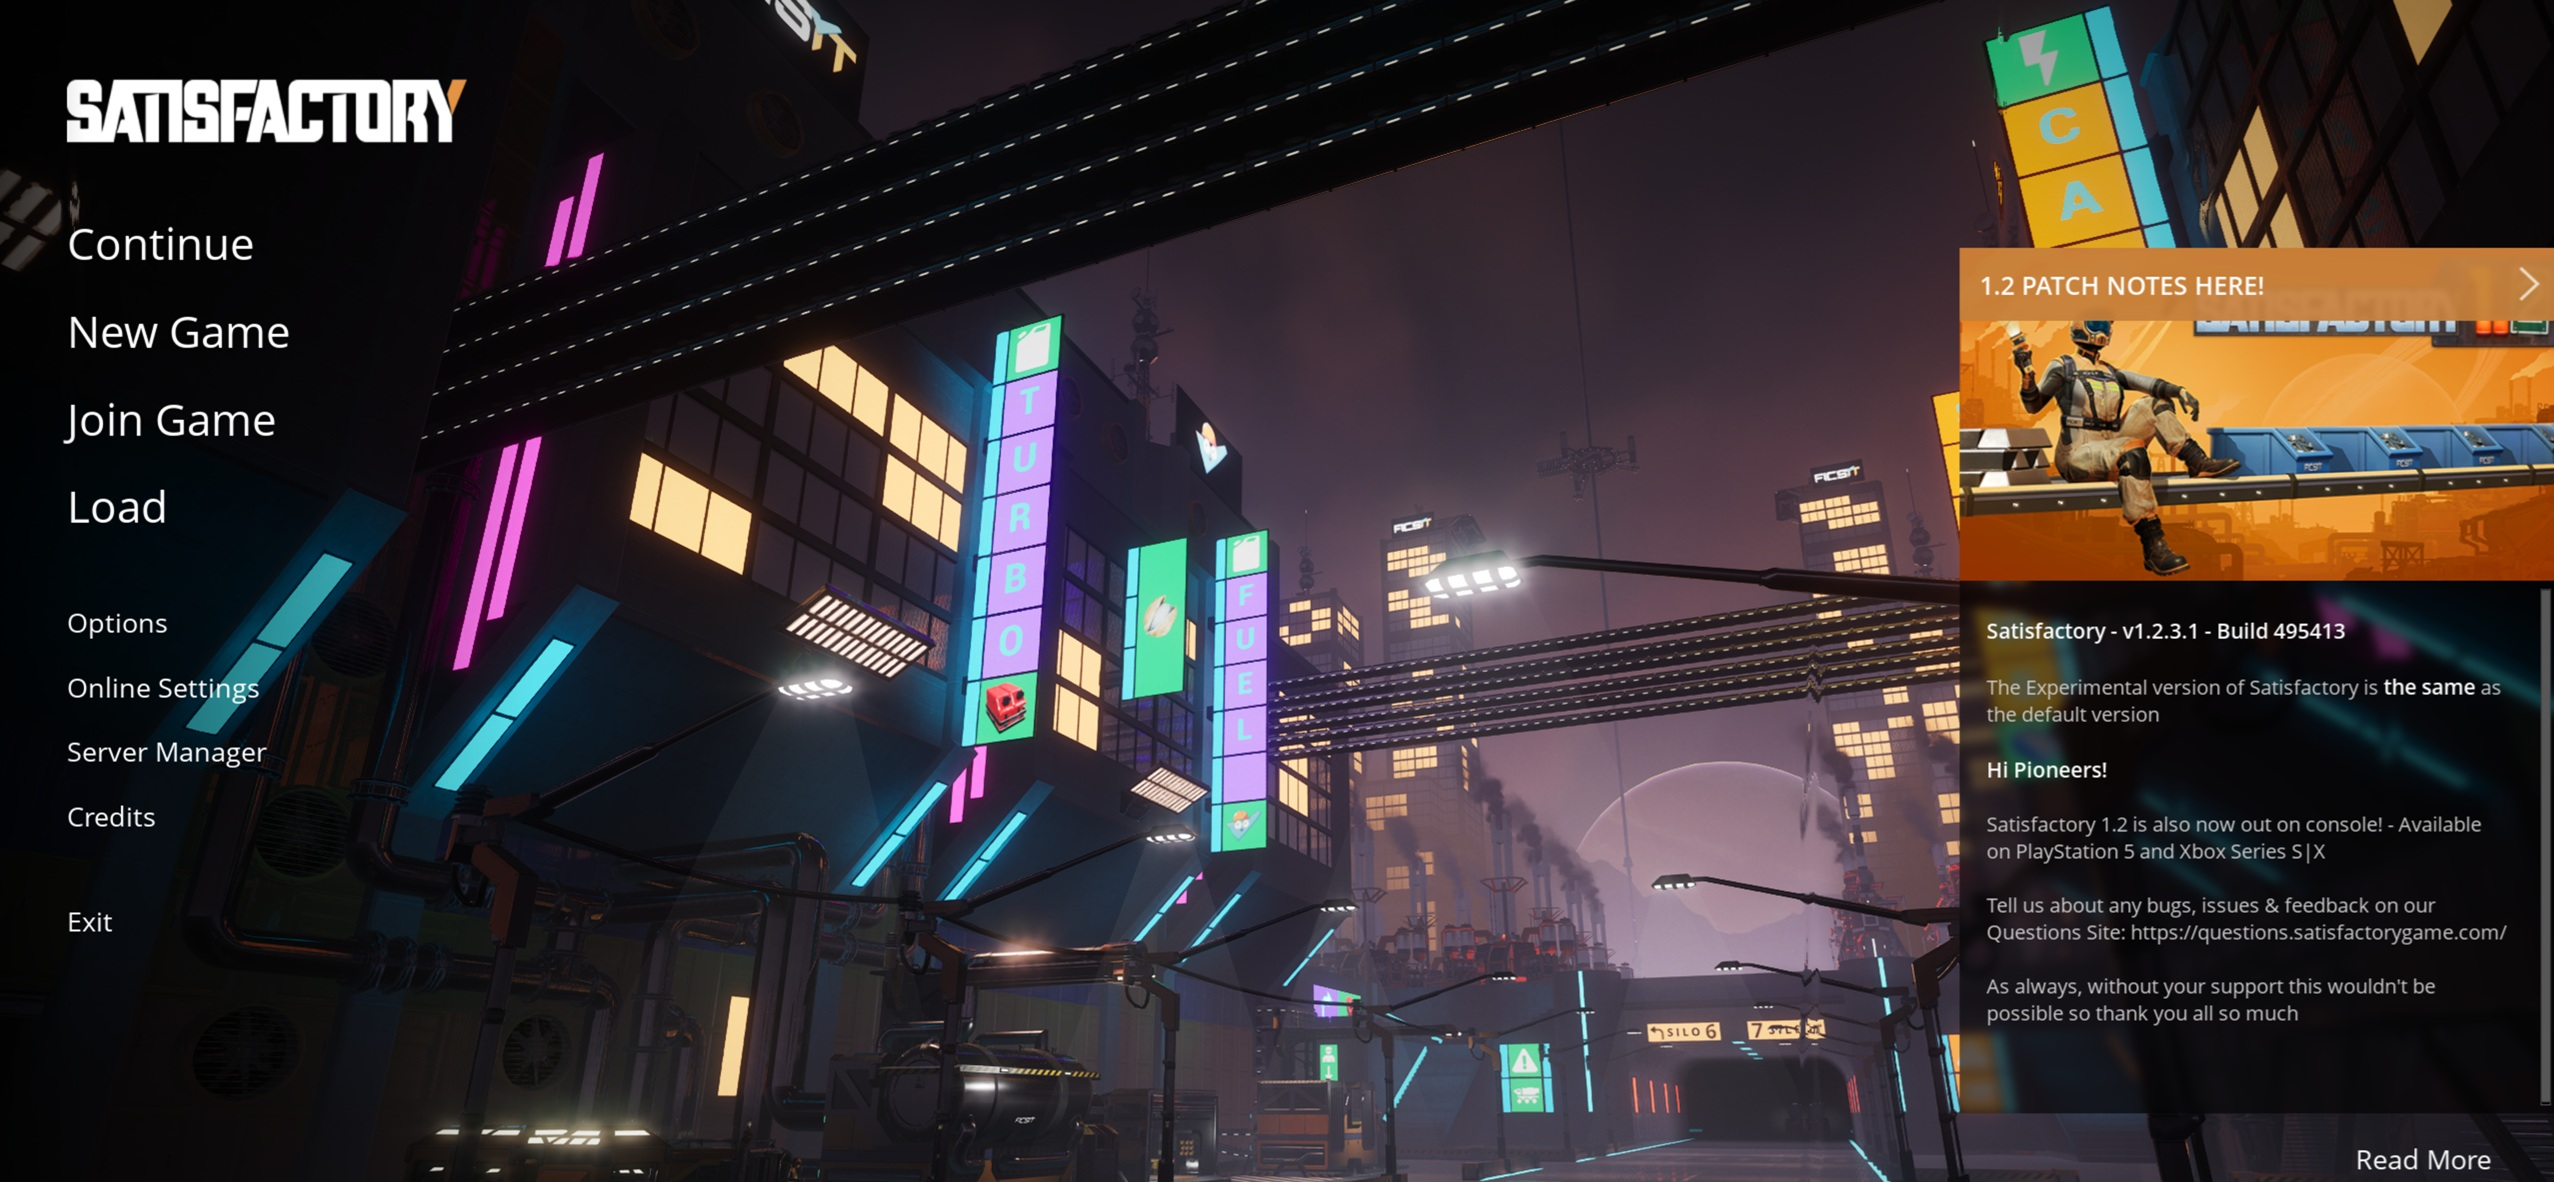 SATISFACTORY
Continue
New Game
Join Game
Load
Options
Online Settings
Server Manager
Credits
Exit
TURBO
FUEL
FICSIT
FICSIT
C
A
SILO 6
7
1.2 PATCH NOTES HERE!
Satisfactory - v1.2.3.1 - Build 495413
The Experimental version of Satisfactory is the same as
the default version
Hi Pioneers!
Satisfactory 1.2 is also now out on console! - Available
on PlayStation 5 and Xbox Series S|X
Tell us about any bugs, issues & feedback on our
Questions Site: https://questions.satisfactorygame.com/
As always, without your support this wouldn't be
possible so thank you all so much
Read More